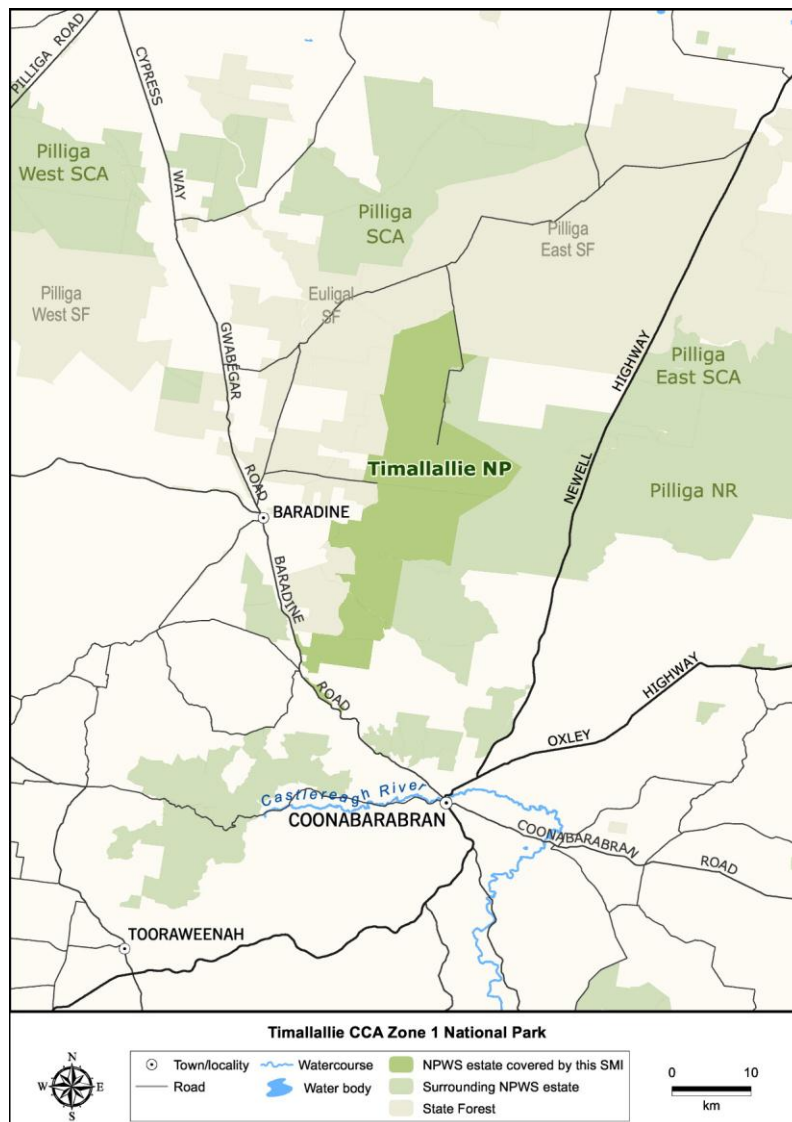 PILLIGA ROAD
CYPRESS
WAY
Pilliga
West SCA
Pilliga
SCA
Pilliga
East SF
Pilliga
West SF
Euligal
SF
GWABEGAR
ROAD
HIGHWAY
Pilliga
East SCA
Timallallie NP
NEWELL
Pilliga NR
BARADINE
BARADINE
ROAD
HIGHWAY
OXLEY
Castlereagh River
COONABARABRAN
COONABARABRAN
ROAD
TOORAWEENAH
Timallallie CCA Zone 1 National Park
N
W E
S
Town/locality
Watercourse
NPWS estate covered by this SMI
Road
Water body
Surrounding NPWS estate
State Forest
0 10
km